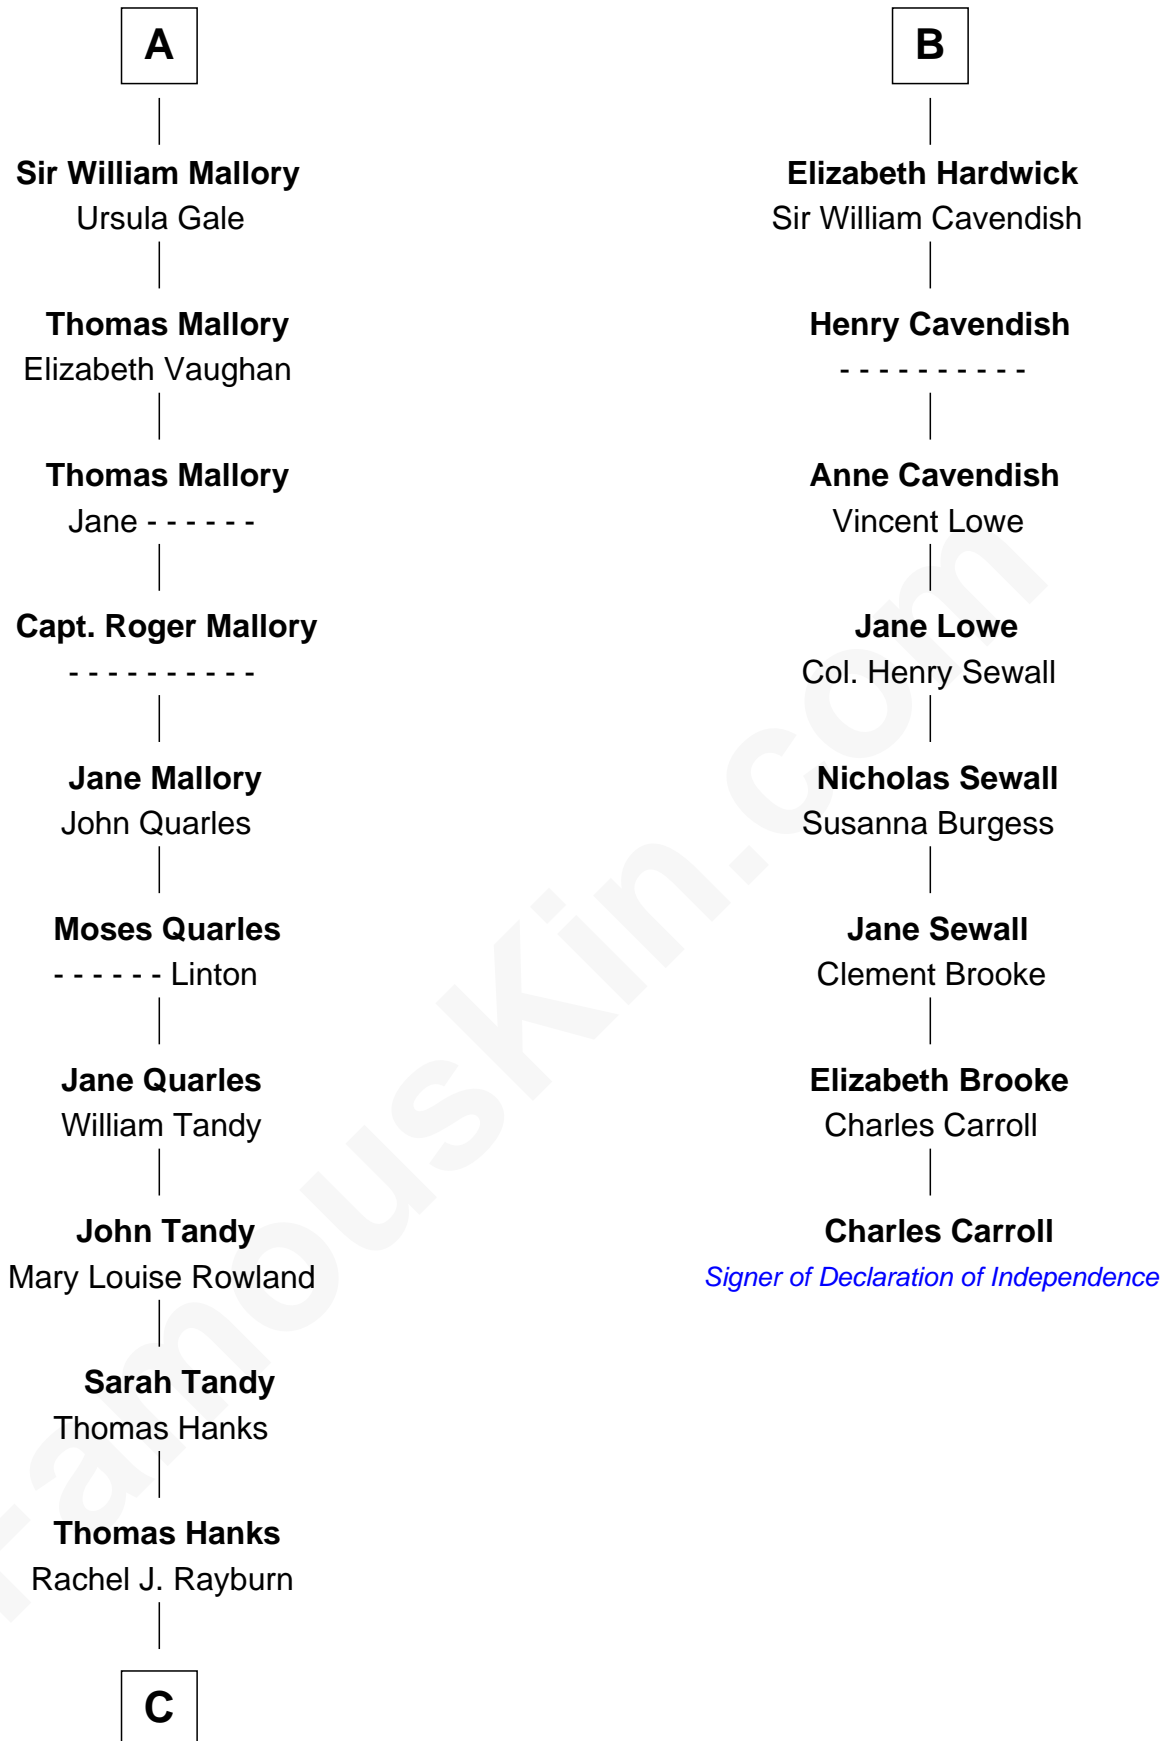 A
Sir William Mallory
Ursula Gale
Thomas Mallory
Elizabeth Vaughan
Thomas Mallory
Jane - - - - - -
Capt. Roger Mallory
- - - - - - - - - -
Jane Mallory
John Quarles
Moses Quarles
- - - - - - Linton
Jane Quarles
William Tandy
John Tandy
Mary Louise Rowland
Sarah Tandy
Thomas Hanks
Thomas Hanks
Rachel J. Rayburn
C
B
Elizabeth Hardwick
Sir William Cavendish
Henry Cavendish
- - - - - - - - - -
Anne Cavendish
Vincent Lowe
Jane Lowe
Col. Henry Sewall
Nicholas Sewall
Susanna Burgess
Jane Sewall
Clement Brooke
Elizabeth Brooke
Charles Carroll
Charles Carroll
Signer of Declaration of Independence
FamousKin.com